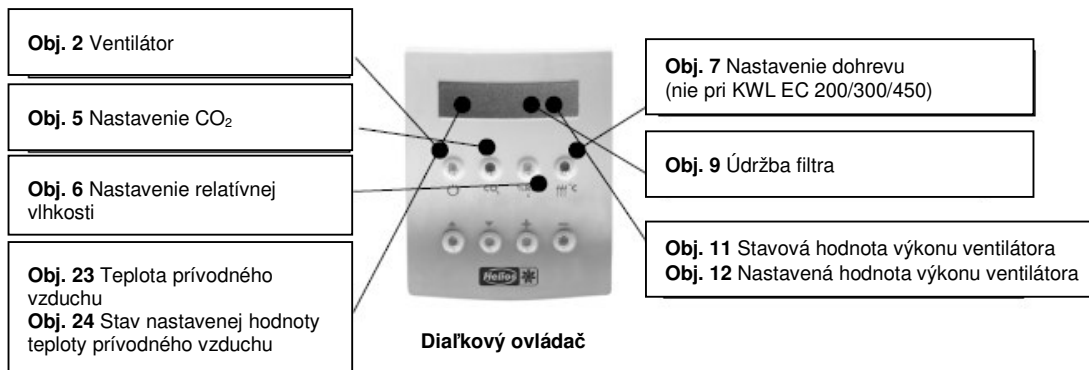 Obj. 2 Ventilátor
Obj. 5 Nastavenie CO₂
Obj. 6 Nastavenie relatívnej
vlhkosti
Obj. 23 Teplota prívodného
vzduchu
Obj. 24 Stav nastavenej hodnoty
teploty prívodného vzduchu
Helios
Diaľkový ovládač
Obj. 7 Nastavenie dohrevu
(nie pri KWL EC 200/300/450)
Obj. 9 Údržba filtra
Obj. 11 Stavová hodnota výkonu ventilátora
Obj. 12 Nastavená hodnota výkonu ventilátora